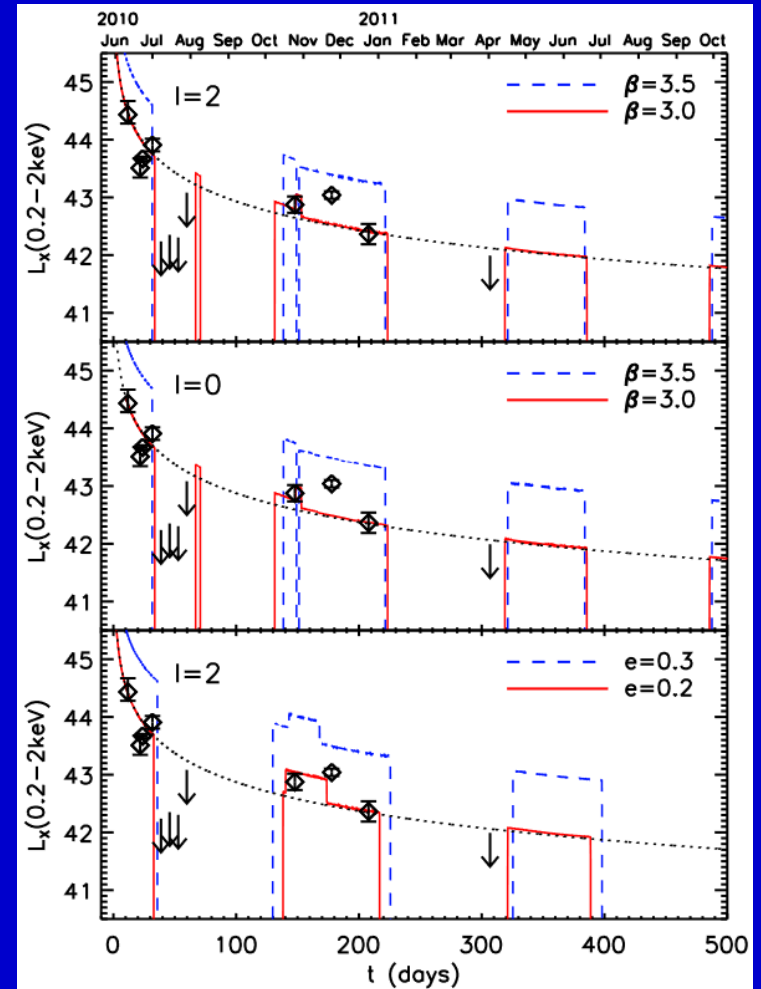 2010 2011
Jun Jul Aug Sep Oct Nov Dec Jan Feb Mar Apr May Jun Jul Aug Sep Oct
45
44
43
42
41
Lₓ(0.2−2keV)
l=2
β=3.5
β=3.0
45
44
43
42
41
Lₓ(0.2−2keV)
l=0
β=3.5
β=3.0
45
44
43
42
41
Lₓ(0.2−2keV)
l=2
e=0.3
e=0.2
0 100 200 300 400 500
t (days)